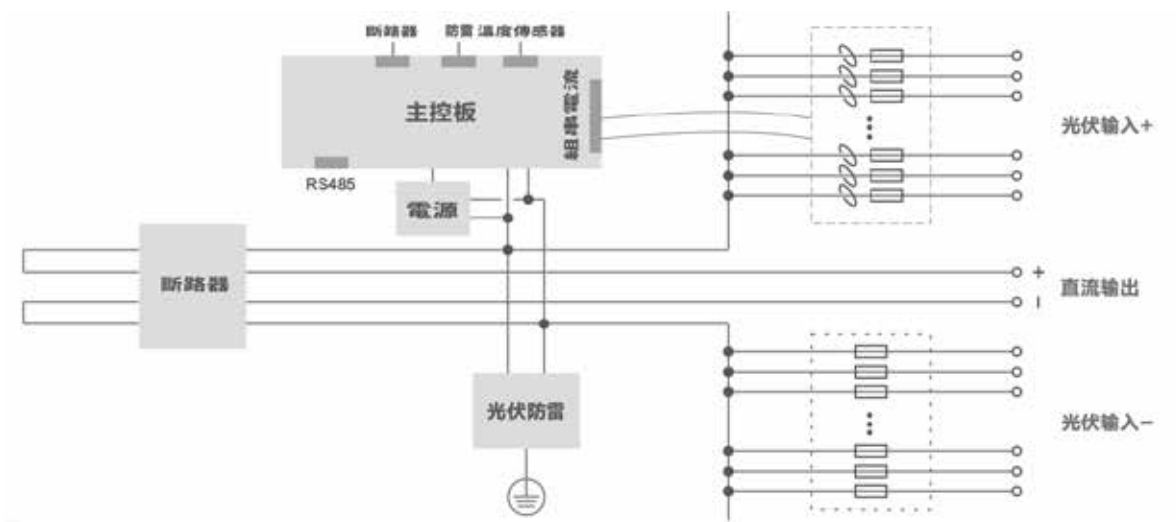 斷路器 防雷 溫度傳感器
主控板
組串電流
RS485
電源
光伏输入+
斷路器
+
直流输出
−
光伏防雷
光伏输入−